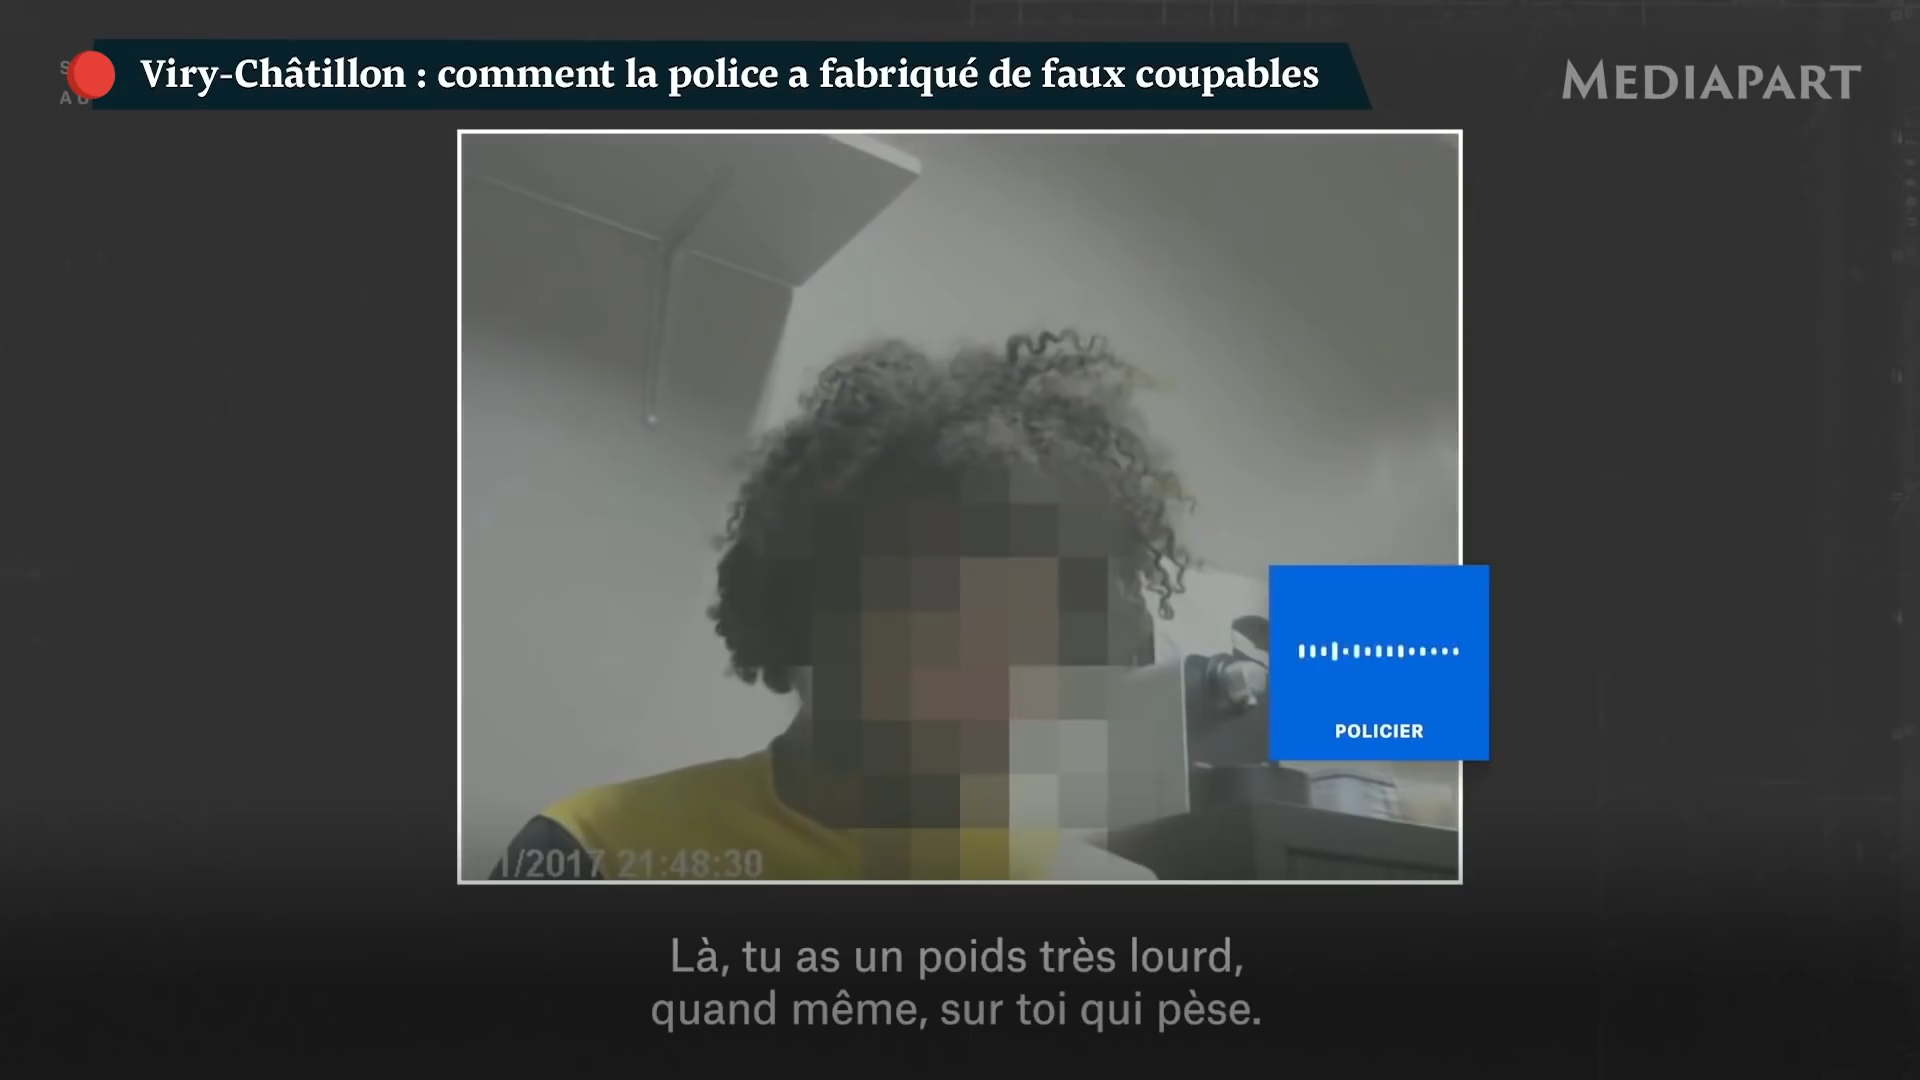 Viry-Châtillon : comment la police a fabriqué de faux coupables
MEDIAPART
POLICIER
1/2017 21:48:30
Là, tu as un poids très lourd,
quand même, sur toi qui pèse.